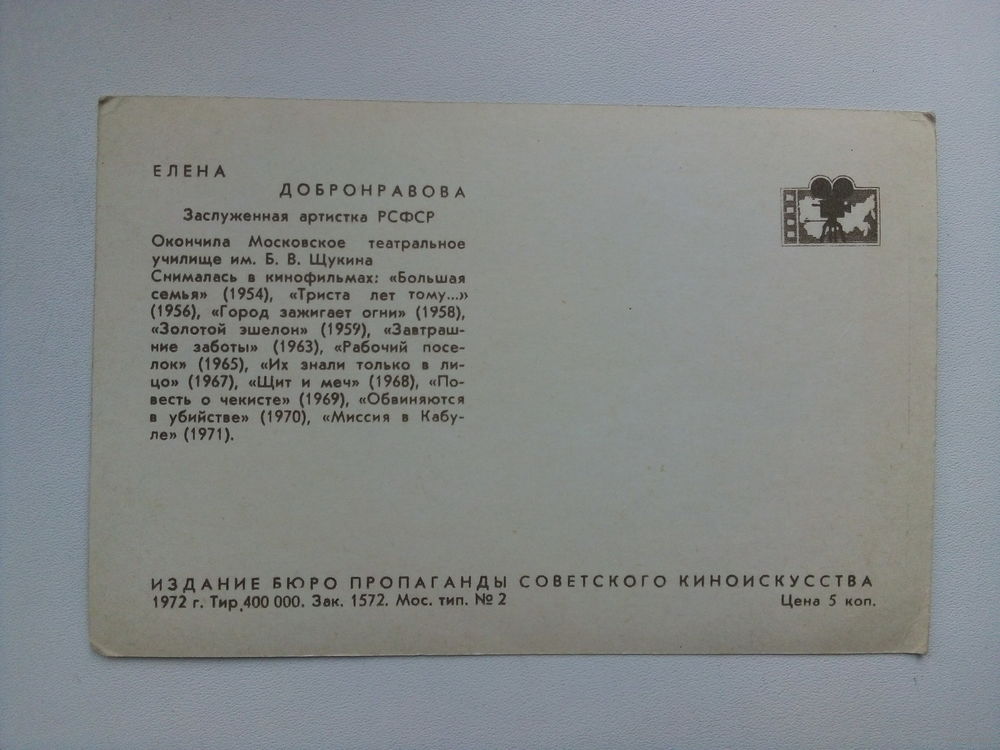 ЕЛЕНА
ДОБРОНРАВОВА
Заслуженная артистка РСФСР
Окончила Московское театральное
училище им. Б. В. Щукина
Снималась в кинофильмах: «Большая
семья» (1954), «Триста лет тому...»
(1956), «Город зажигает огни» (1958),
«Золотой эшелон» (1959), «Завтраш-
ние заботы» (1963), «Рабочий посе-
лок» (1965), «Их знали только в ли-
цо» (1967), «Щит и меч» (1968), «По-
весть о чекисте» (1969), «Обвиняются
в убийстве» (1970), «Миссия в Кабу-
ле» (1971).
ИЗДАНИЕ БЮРО ПРОПАГАНДЫ СОВЕТСКОГО КИНОИСКУССТВА
1972 г. Тир. 400 000. Зак. 1572. Мос. тип. № 2 Цена 5 коп.